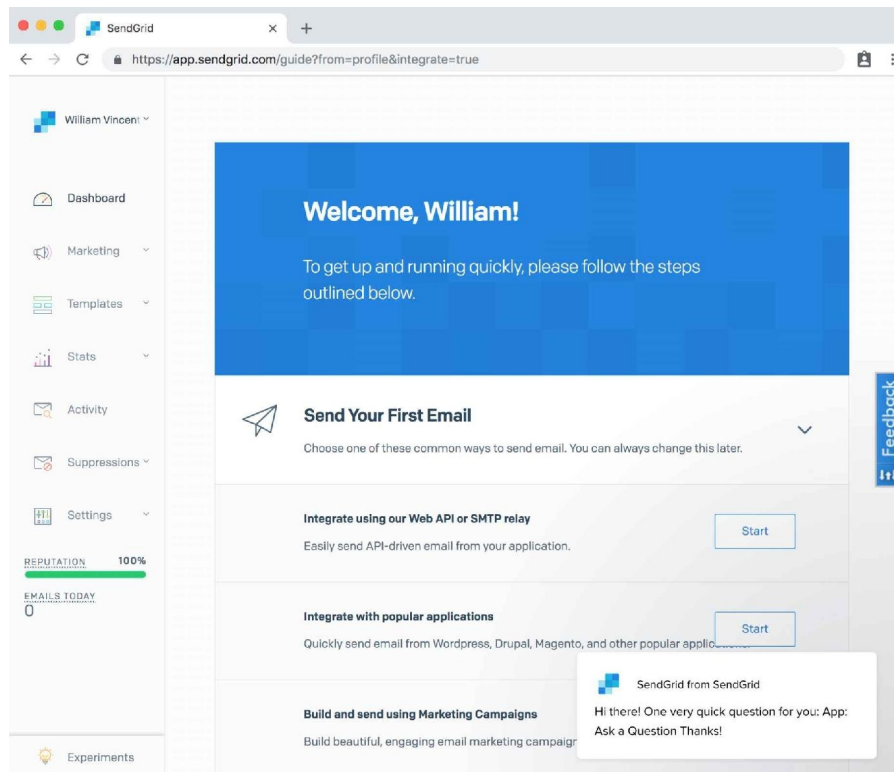 SendGrid
https://app.sendgrid.com/guide?from=profile&integrate=true
William Vincent
Dashboard
Marketing
Templates
Stats
Activity
Suppressions
Settings
REPUTATION 100%
EMAILS TODAY
0
Experiments
Welcome, William!
To get up and running quickly, please follow the steps
outlined below.
Send Your First Email
Choose one of these common ways to send email. You can always change this later.
Integrate using our Web API or SMTP relay
Easily send API-driven email from your application.
Start
Integrate with popular applications
Quickly send email from Wordpress, Drupal, Magento, and other popular
Start
Build and send using Marketing Campaigns
Build beautiful, engaging email marketing
SendGrid from SendGrid
Hi there! One very quick question for you: App:
Ask a Question Thanks!
Feedback